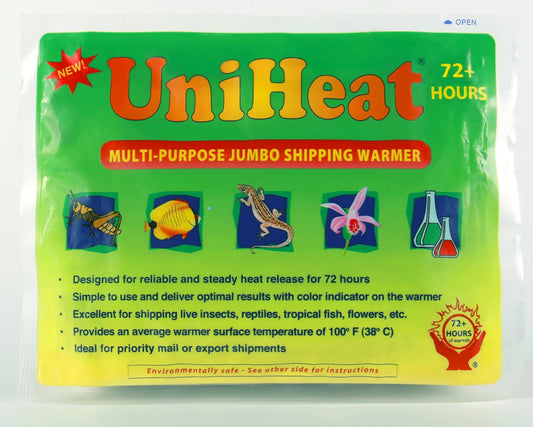 OPEN
NEW!
UniHeat®
72+
HOURS
MULTI-PURPOSE JUMBO SHIPPING WARMER
• Designed for reliable and steady heat release for 72 hours
• Simple to use and deliver optimal results with color indicator on the warmer
• Excellent for shipping live insects, reptiles, tropical fish, flowers, etc.
• Provides an average warmer surface temperature of 100° F (38° C)
• Ideal for priority mail or export shipments
72+
HOURS
of warmth
®
Environmentally safe - See other side for instructions